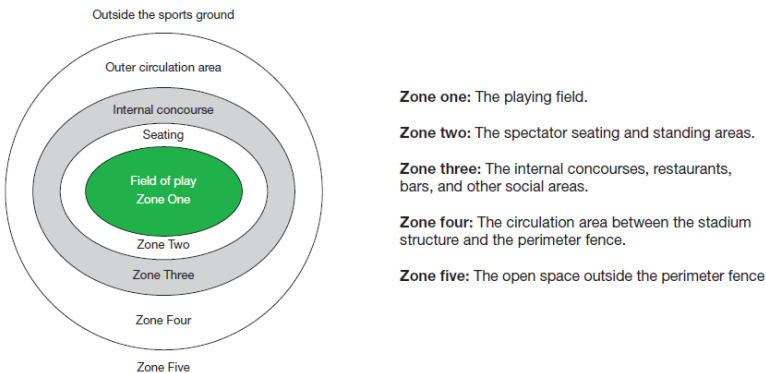 Outside the sports ground
Outer circulation area
Internal concourse
Seating
Field of play
Zone One
Zone Two
Zone Three
Zone Four
Zone Five
Zone one: The playing field.
Zone two: The spectator seating and standing areas.
Zone three: The internal concourses, restaurants,
bars, and other social areas.
Zone four: The circulation area between the stadium
structure and the perimeter fence.
Zone five: The open space outside the perimeter fence